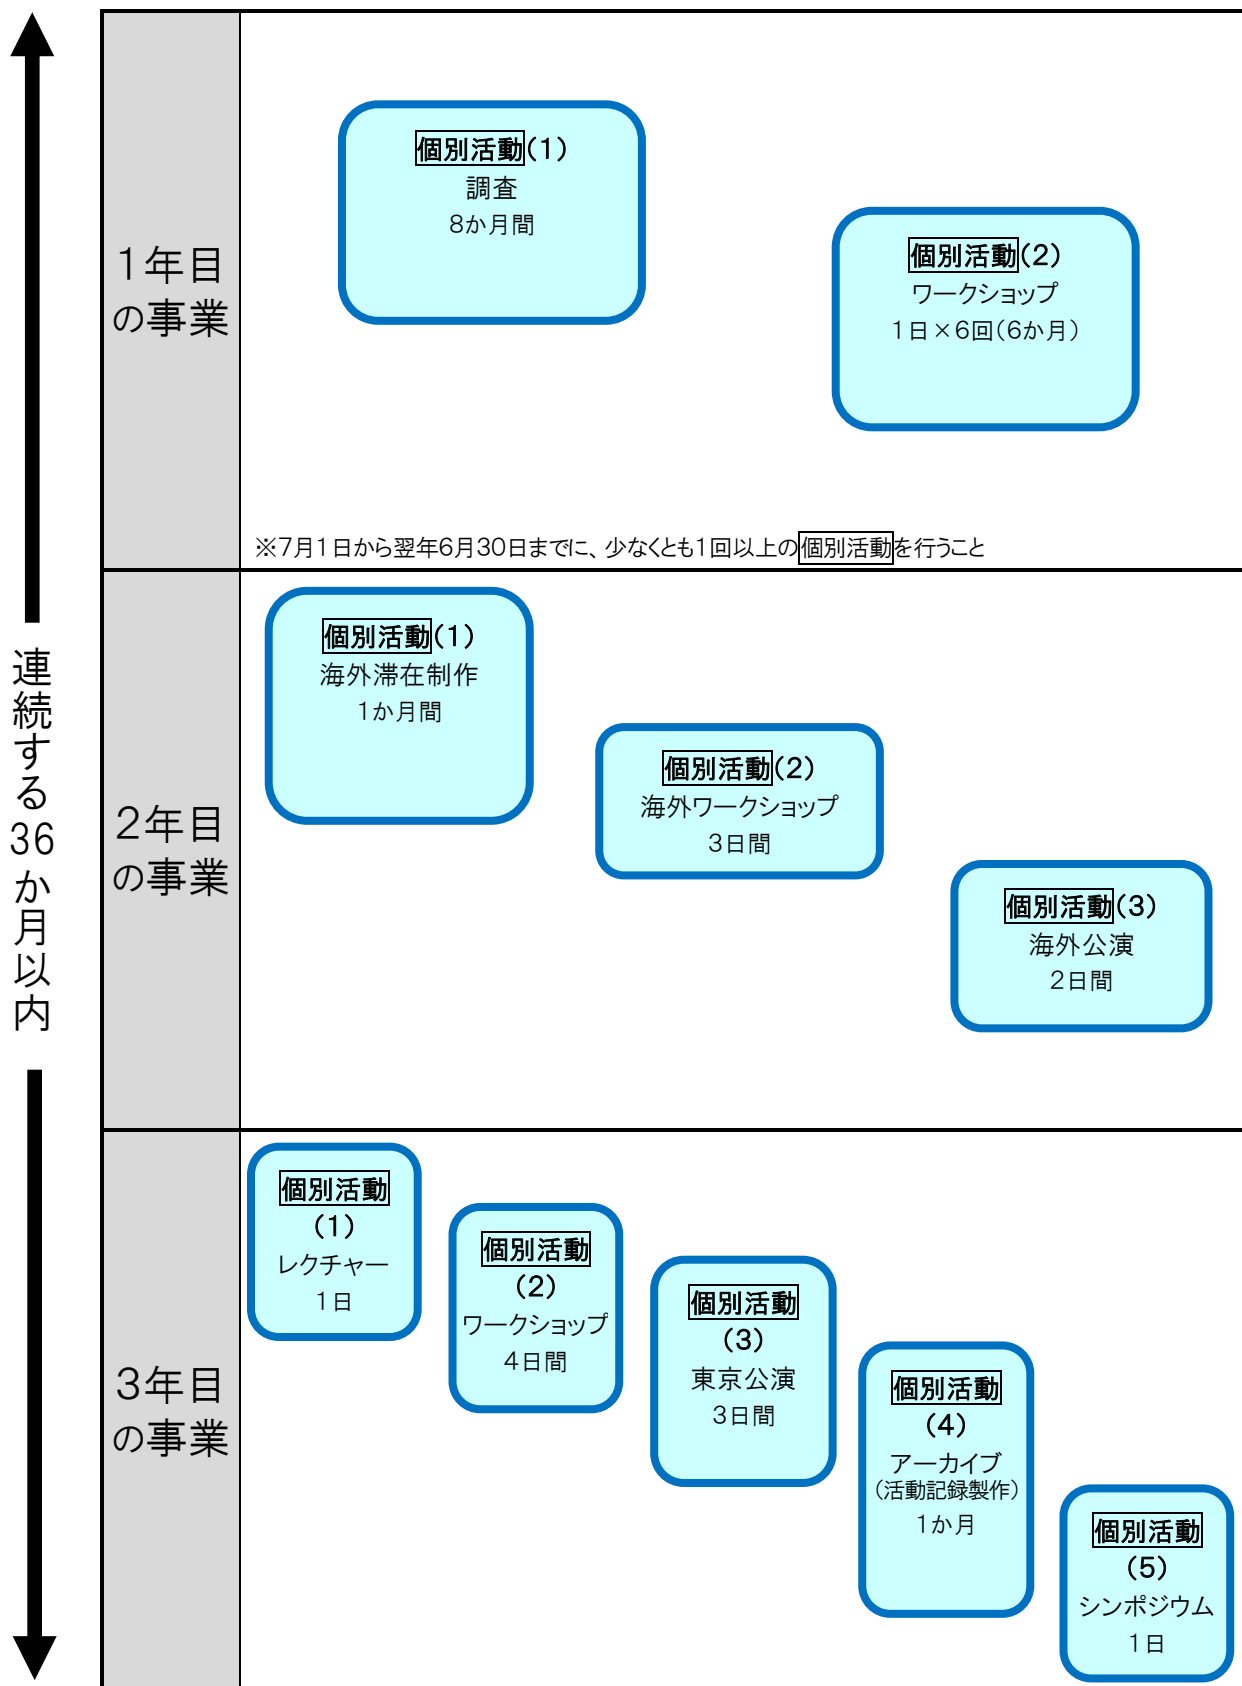 連続する36か月以内
1年目
の事業
個別活動(1)
調査
8か月間
個別活動(2)
ワークショップ
1日×6回(6か月)
※7月1日から翌年6月30日までに、少なくとも1回以上の個別活動を行うこと
2年目
の事業
個別活動(1)
海外滞在制作
1か月間
個別活動(2)
海外ワークショップ
3日間
個別活動(3)
海外公演
2日間
3年目
の事業
個別活動
(1)
レクチャー
1日
個別活動
(2)
ワークショップ
4日間
個別活動
(3)
東京公演
3日間
個別活動
(4)
アーカイブ
(活動記録製作)
1か月
個別活動
(5)
シンポジウム
1日